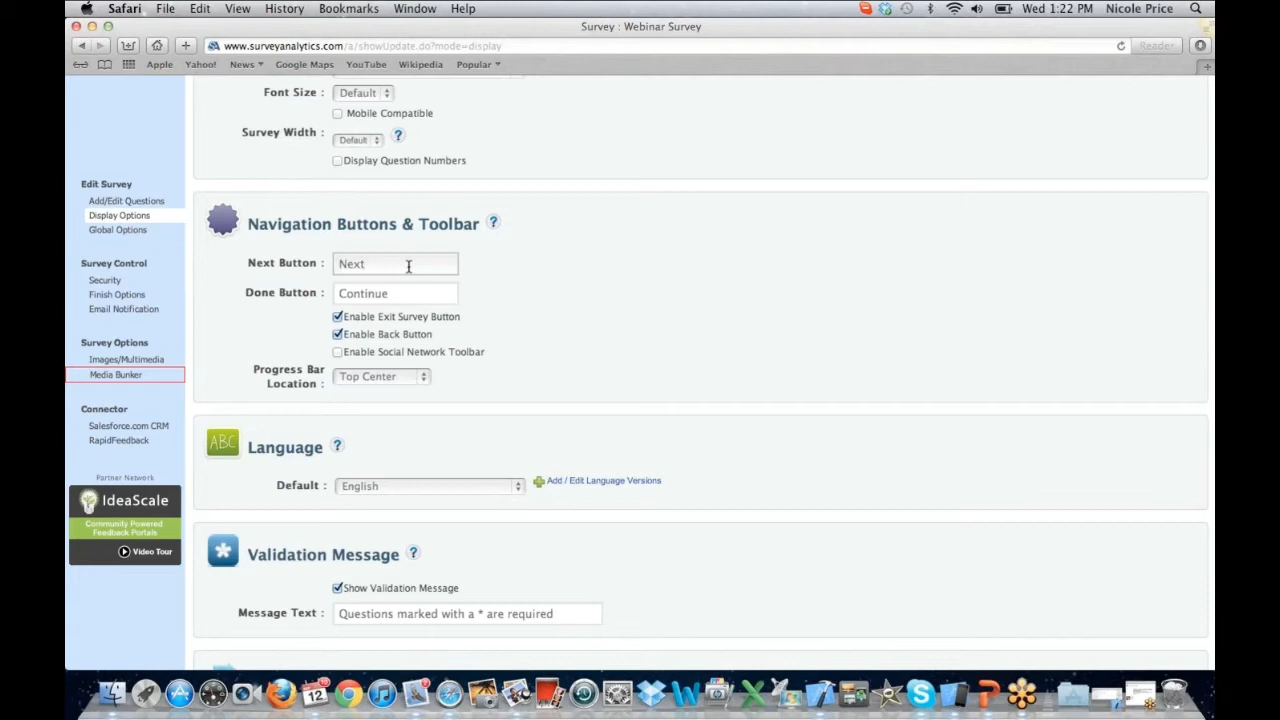 Safari File Edit View History Bookmarks Window Help Wed 1:22 PM Nicole Price
Survey : Webinar Survey
www.surveyanalytics.com/a/showUpdate.do?mode=display Reader
Apple Yahoo! News Google Maps YouTube Wikipedia Popular
Font Size : Default
Mobile Compatible
Survey Width : Default ?
Display Question Numbers
Edit Survey
Add/Edit Questions
Display Options
Global Options
Survey Control
Security
Finish Options
Email Notification
Survey Options
Images/Multimedia
Media Bunker
Connector
Salesforce.com CRM
RapidFeedback
Partner Network
IdeaScale
Community Powered
Feedback Portals
Video Tour
Navigation Buttons & Toolbar ?
Next Button : Next
Done Button : Continue
Enable Exit Survey Button
Enable Back Button
Enable Social Network Toolbar
Progress Bar
Location : Top Center
ABC Language ?
Default : English Add / Edit Language Versions
* Validation Message ?
Show Validation Message
Message Text : Questions marked with a * are required